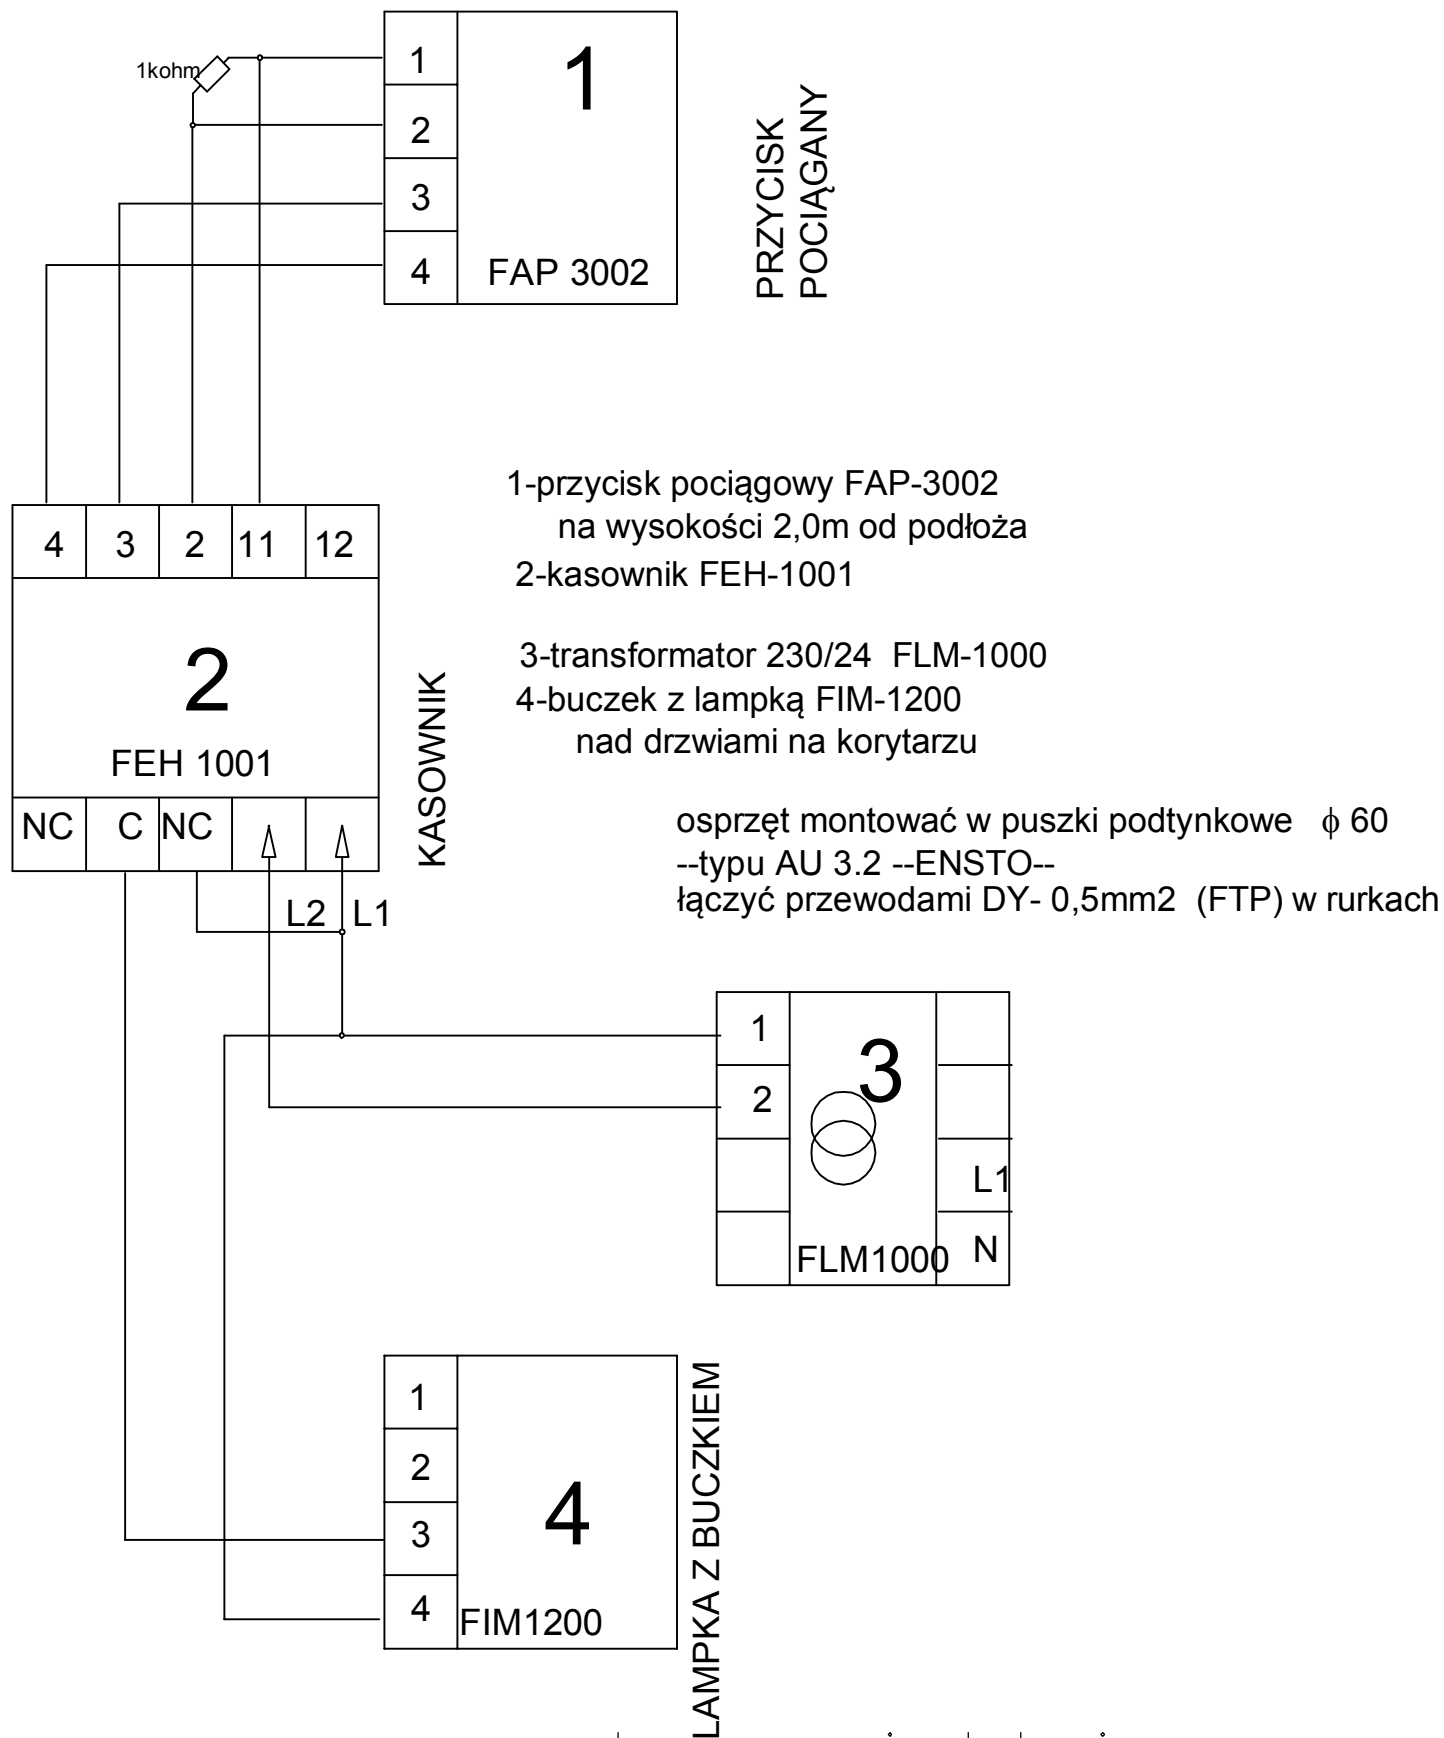 1kohm
1
2
3
4
1
FAP 3002
PRZYCISK
POCIĄGANY
4 3 2 11 12
2
FEH 1001
NC C NC
L2 L1
KASOWNIK
1-przycisk pociągowy FAP-3002
na wysokości 2,0m od podłoża
2-kasownik FEH-1001
3-transformator 230/24 FLM-1000
4-buczek z lampką FIM-1200
nad drzwiami na korytarzu
osprzęt montować w puszki podtynkowe ϕ 60
--typu AU 3.2 --ENSTO--
łączyć przewodami DY- 0,5mm2 (FTP) w rurkach
1
2
3
L1
N
FLM1000
1
2
3
4
4
FIM1200
LAMPKA Z BUCZKIEM